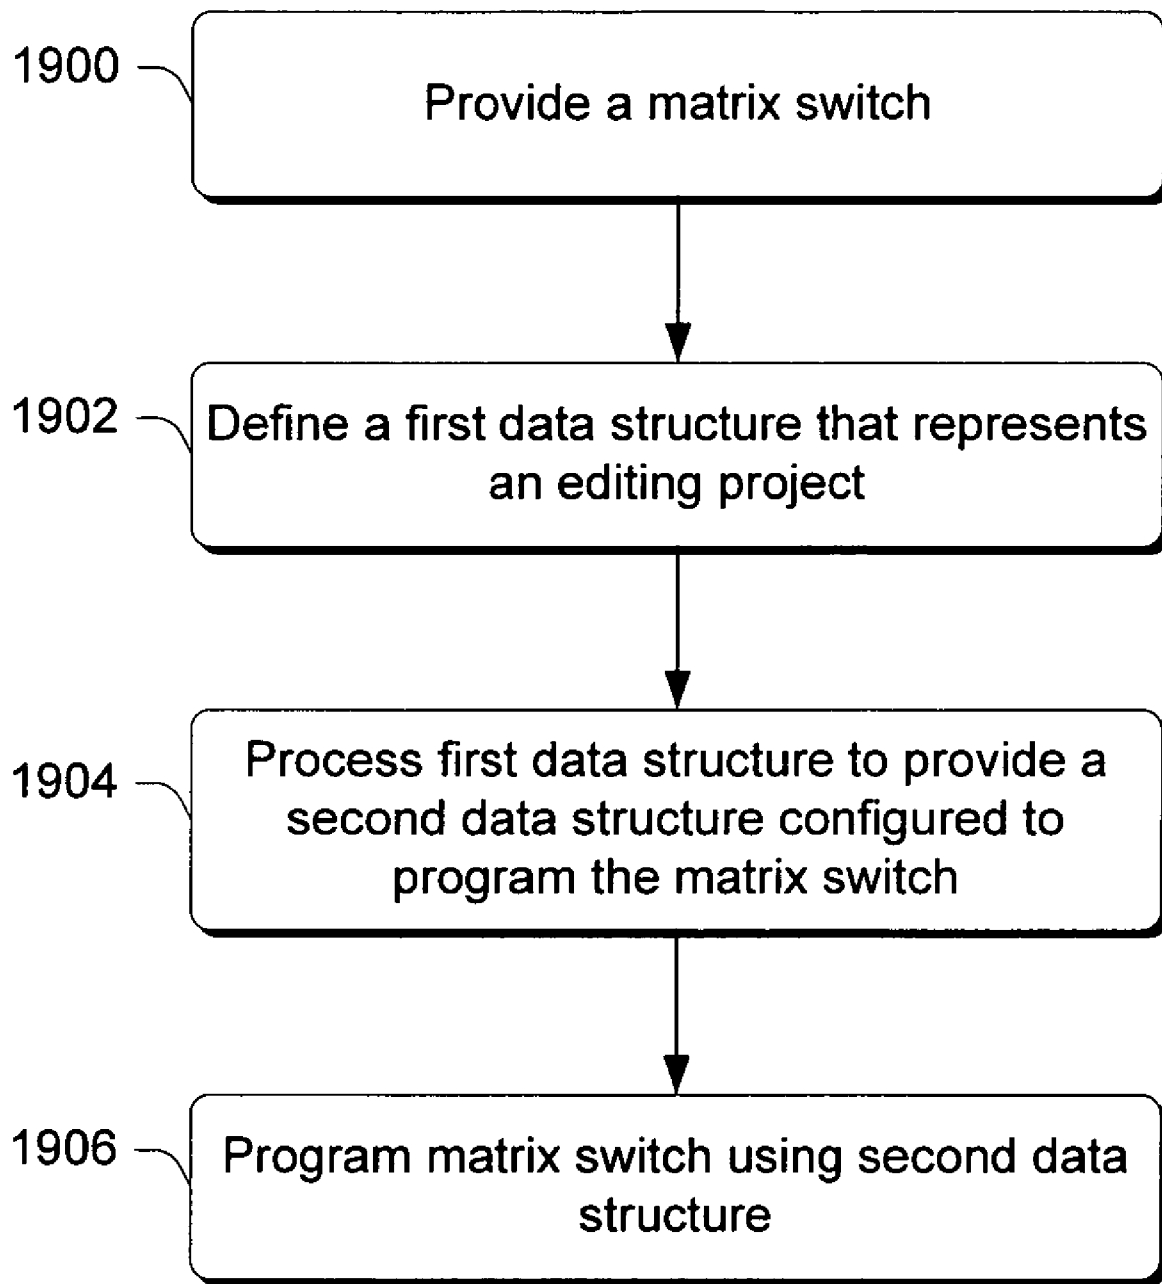 1900
Provide a matrix switch
1902
Define a first data structure that represents
an editing project
1904
Process first data structure to provide a
second data structure configured to
program the matrix switch
1906
Program matrix switch using second data
structure